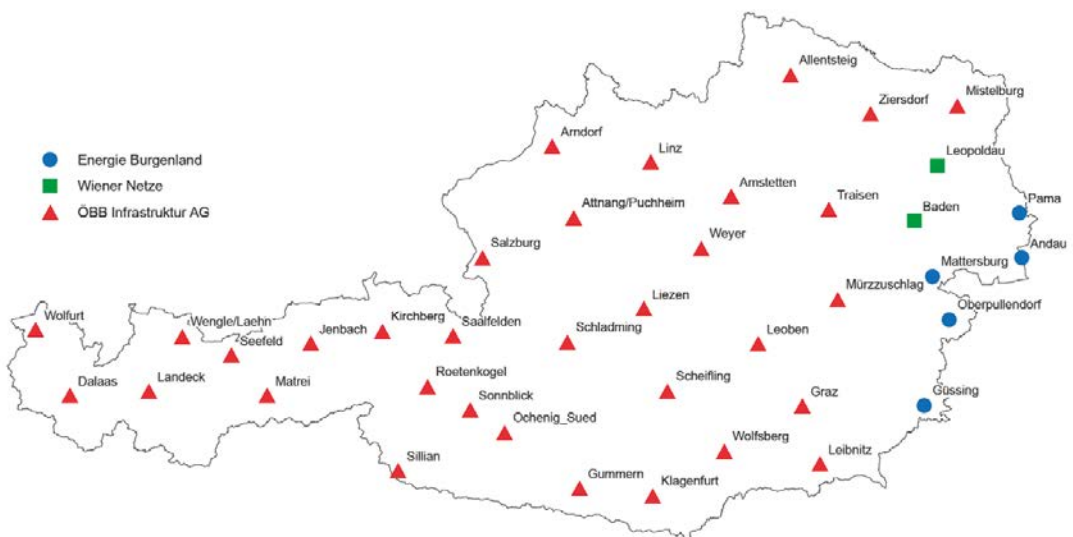 Allentsteig
Ziersdorf
Mistelburg
Arndorf
Linz
Leopoldau
Energie Burgenland
Wiener Netze
ÖBB Infrastruktur AG
Amstetten
Traisen
Baden
Pama
Attnang/Puchheim
Weyer
Salzburg
Andau
Mattersburg
Mürzzuschlag
Oberpullendorf
Liezen
Wolfurt
Wengle/Laehn
Jenbach
Kirchberg
Saalfelden
Seefeld
Schladming
Leoben
Dalaas
Landeck
Matrei
Roetenkogel
Sonnblick
Scheifling
Graz
Güssing
Öchenig_Sued
Wolfsberg
Sillian
Leibnitz
Gummern
Klagenfurt